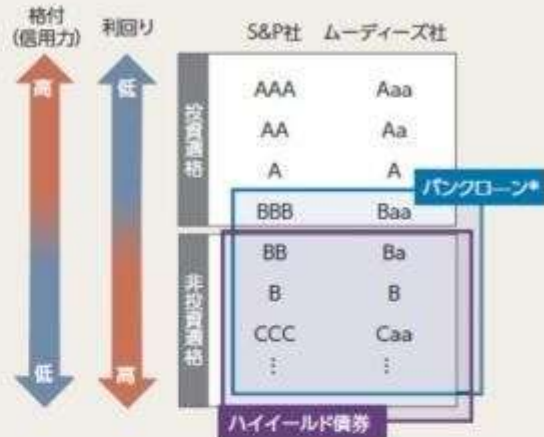 格付
(信用力)
利回り
S&P社 ムーディーズ社
高
低
低
高
投資適格
AAA Aaa
AA Aa
A A
バンクローン*
BBB Baa
非投資適格
BB Ba
B B
CCC Caa
⋮ ⋮
ハイイールド債券